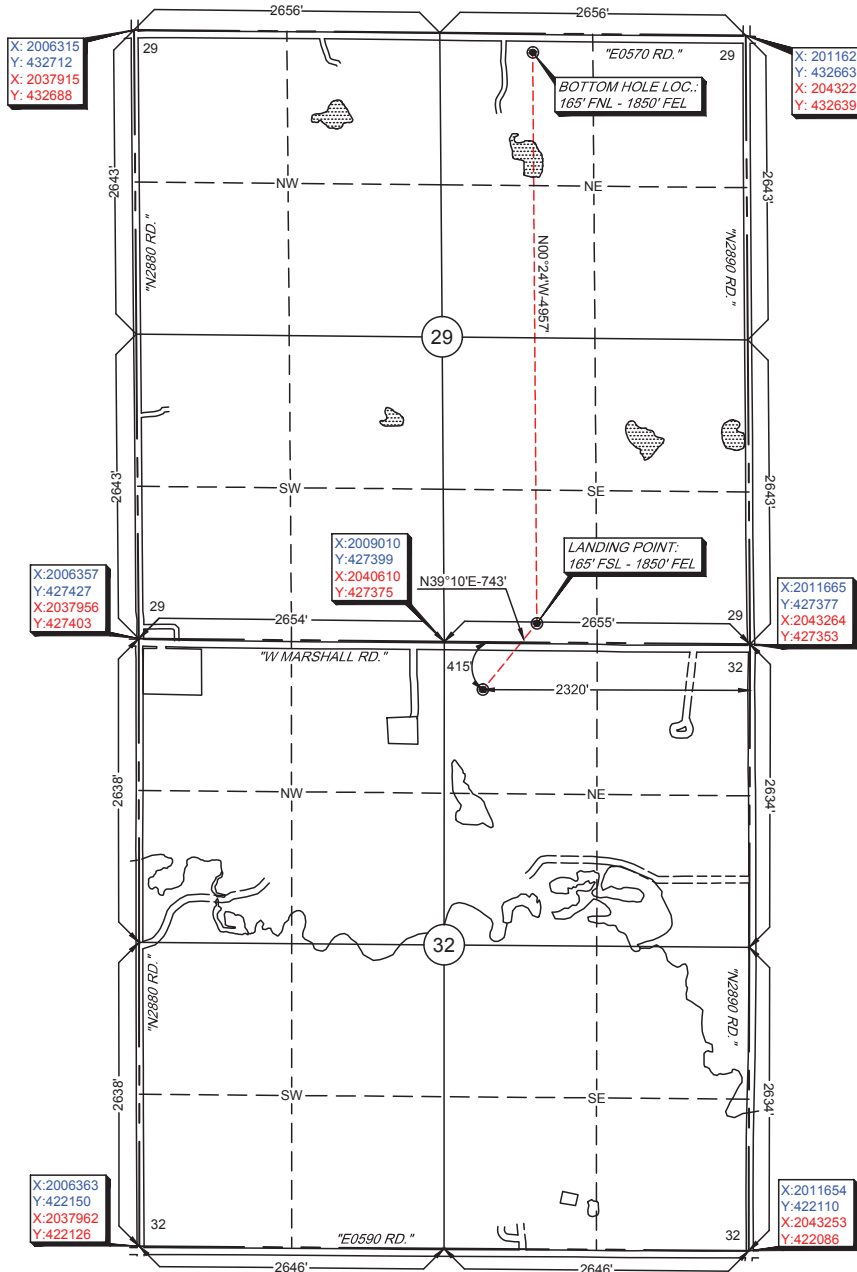 2656'
2656'
X: 2006315
Y: 432712
X: 2037915
Y: 432688
29
"E0570 RD."
29
X: 201162
Y: 432663
X: 204322
Y: 432639
BOTTOM HOLE LOC.:
165' FNL - 1850' FEL
NW
NE
2643'
2643'
"N2880 RD."
N00°24'W-4957'
"N2890 RD."
29
2643'
2643'
SW
SE
X:2006357
Y:427427
X:2037956
Y:427403
X:2009010
Y:427399
X:2040610
Y:427375
LANDING POINT:
165' FSL - 1850' FEL
N39°10'E-743'
X:2011665
Y:427377
X:2043264
Y:427353
29
2654'
2655'
29
"W MARSHALL RD."
415'
32
2320'
NW
NE
2638'
2634'
32
"N2880 RD."
"N2890 RD."
2638'
2634'
SW
SE
X:2006363
Y:422150
X:2037962
Y:422126
X:2011654
Y:422110
X:2043253
Y:422086
32
"E0590 RD."
32
2646'
2646'